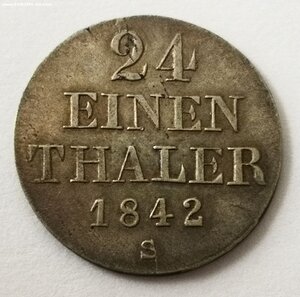 24
EINEN
THALER
1842
S